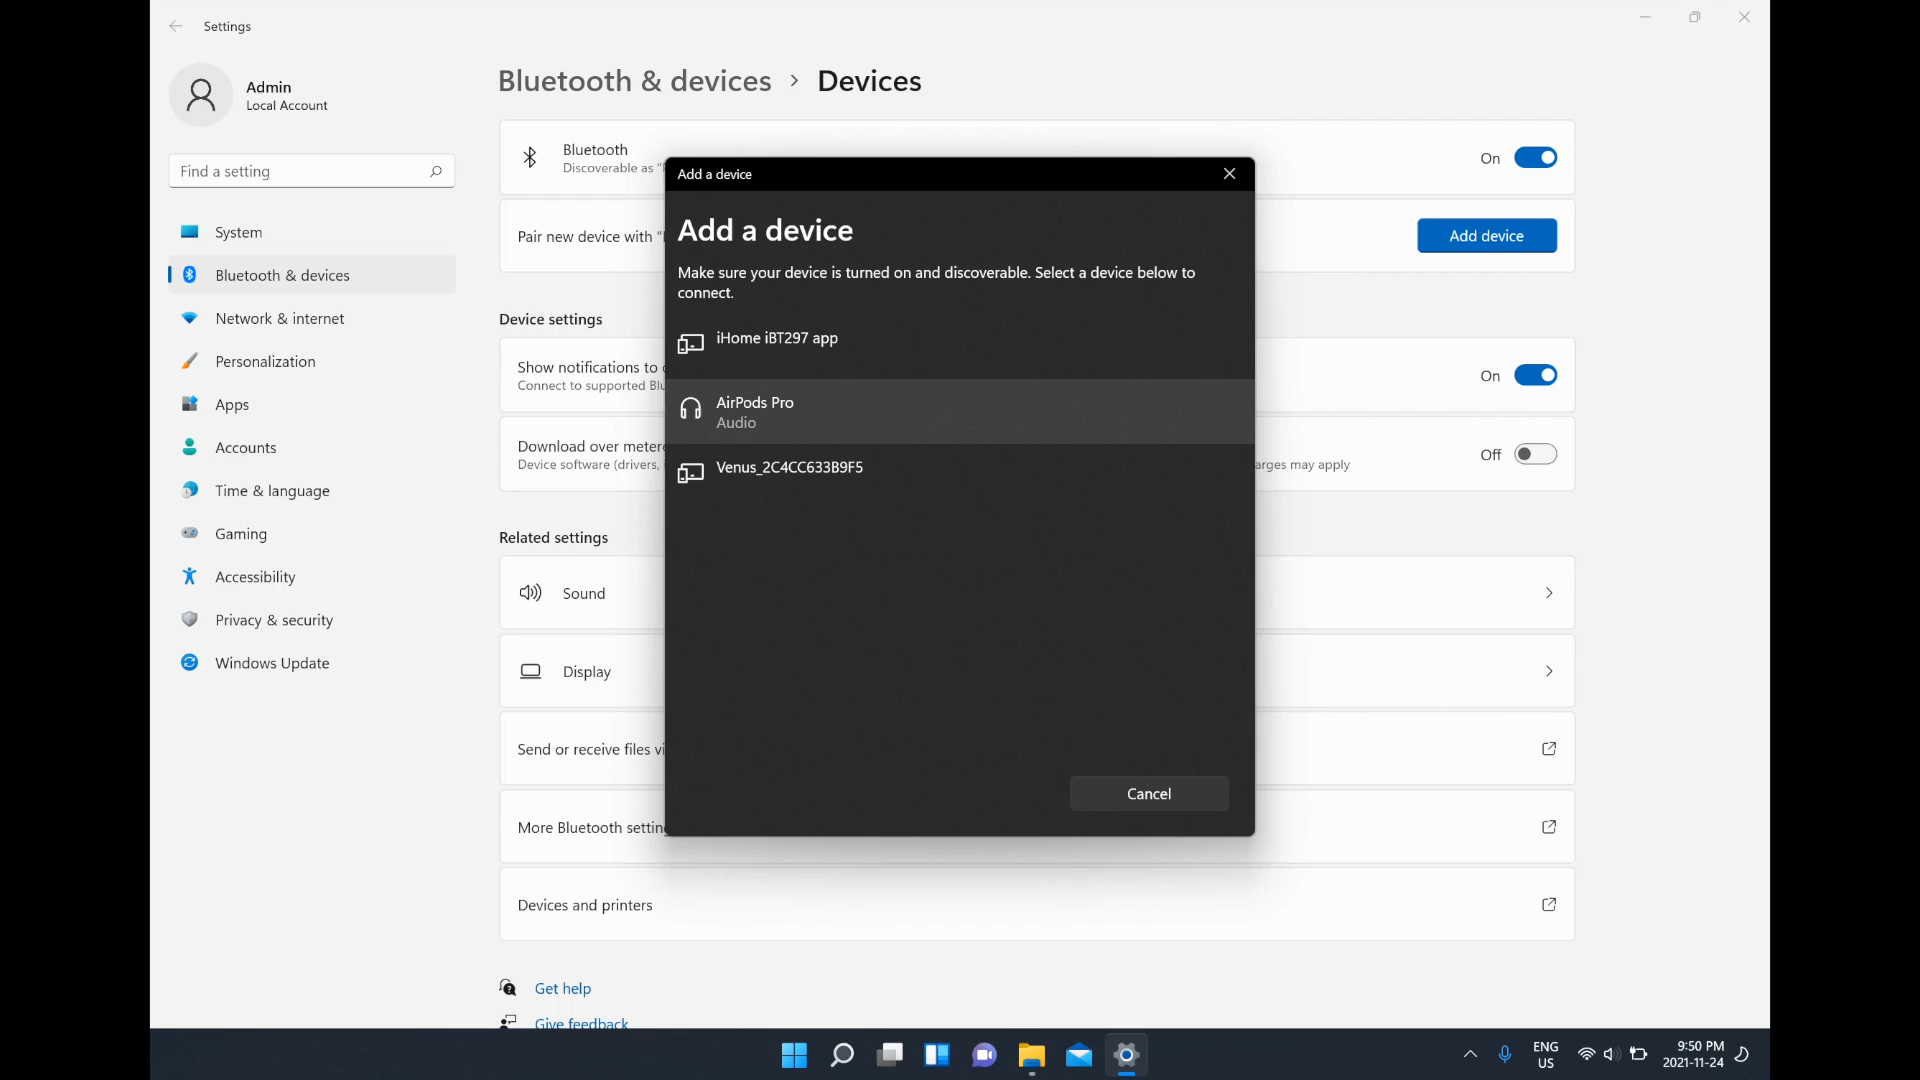 Settings
Admin
Local Account
Find a setting
System
Bluetooth & devices
Network & internet
Personalization
Apps
Accounts
Time & language
Gaming
Accessibility
Privacy & security
Windows Update
Bluetooth & devices > Devices
Bluetooth
Discoverable as "
On
Pair new device with "
Add device
Device settings
Show notifications to
Connect to supported Blu
On
Download over metere
Device software (drivers,
arges may apply
Off
Related settings
Sound
Display
Send or receive files vi
More Bluetooth settin
Devices and printers
Get help
Give feedback
Add a device
Add a device
Make sure your device is turned on and discoverable. Select a device below to
connect.
iHome iBT297 app
AirPods Pro
Audio
Venus_2C4CC633B9F5
Cancel
ENG
US
9:50 PM
2021-11-24